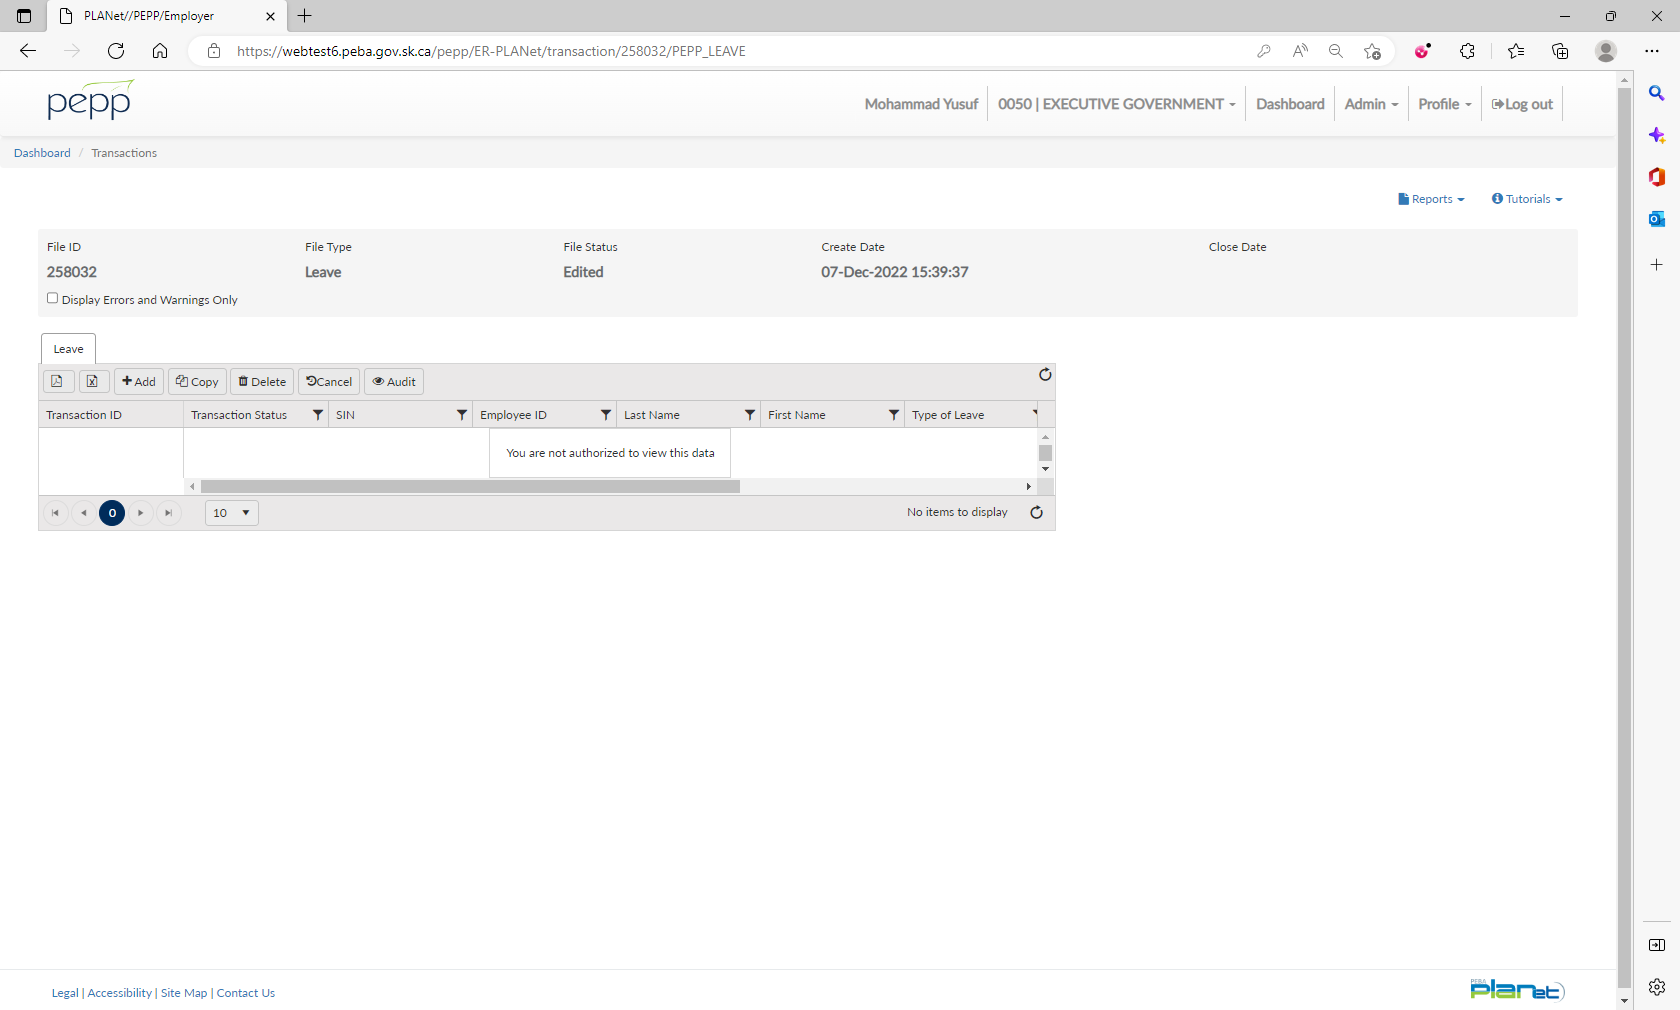 PLANet//PEPP/Employer
https://webtest6.peba.gov.sk.ca/pepp/ER-PLANet/transaction/258032/PEPP_LEAVE
pepp
Mohammad Yusuf
0050 | EXECUTIVE GOVERNMENT
Dashboard
Admin
Profile
Log out
Dashboard / Transactions
Reports
Tutorials
File ID
File Type
File Status
Create Date
Close Date
258032
Leave
Edited
07-Dec-2022 15:39:37
Display Errors and Warnings Only
Leave
Add
Copy
Delete
Cancel
Audit
Transaction ID
Transaction Status
SIN
Employee ID
Last Name
First Name
Type of Leave
You are not authorized to view this data
0
10
No items to display
Legal | Accessibility | Site Map | Contact Us
PEBA
planet